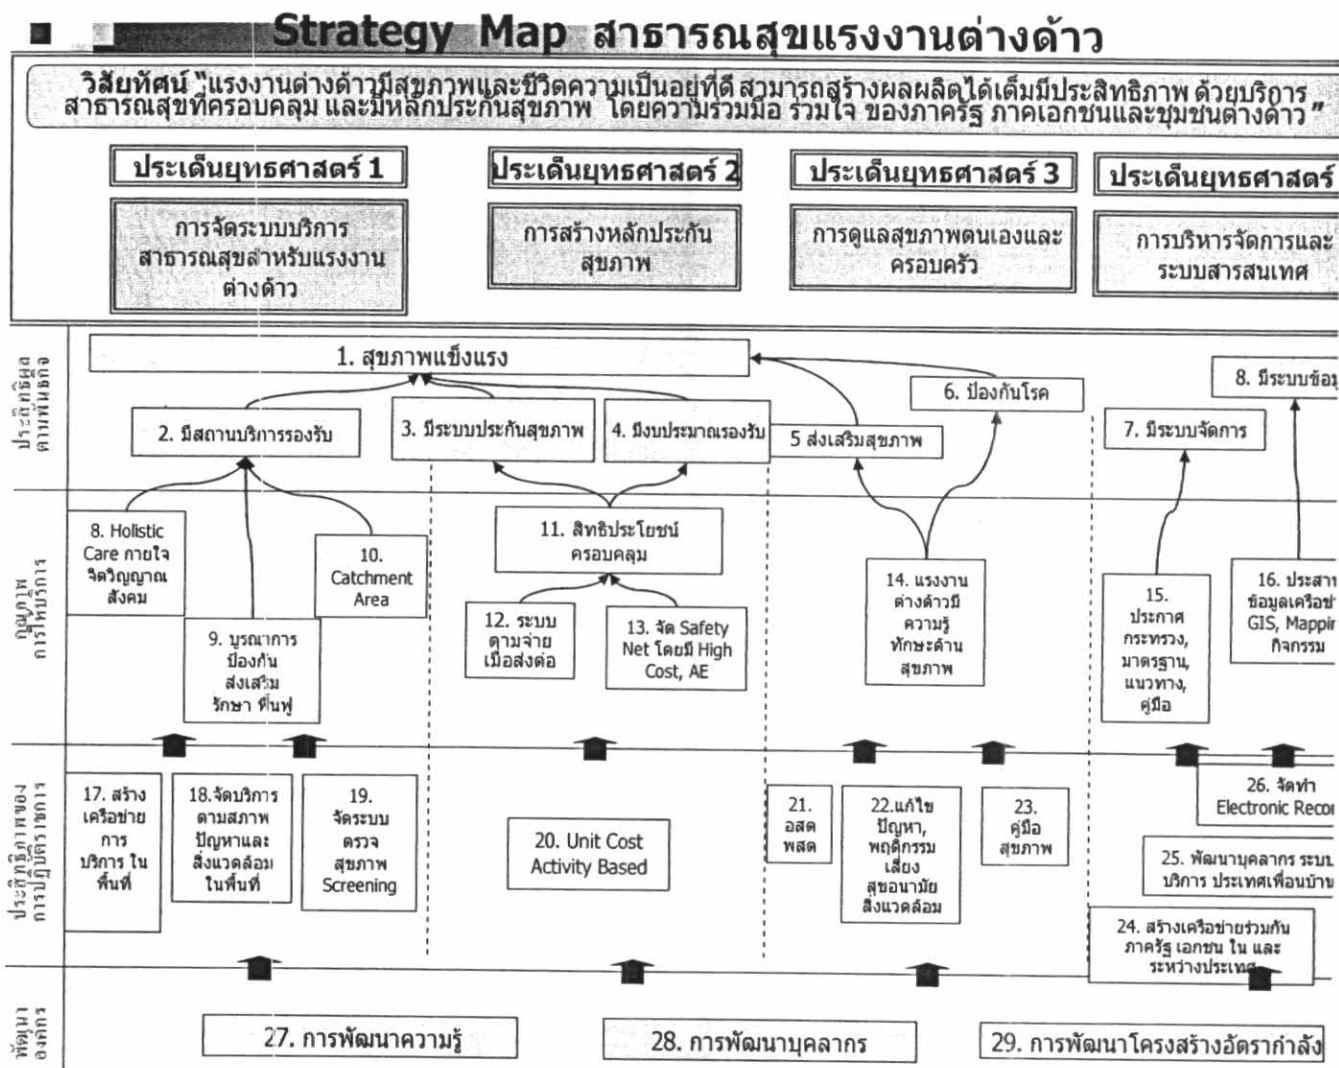 Strategy Map สาธารณสุขแรงงานต่างด้าว
วิสัยทัศน์ "แรงงานต่างด้าวมีสุขภาพและชีวิตความเป็นอยู่ที่ดี สามารถสร้างผลผลิตได้เต็มมีประสิทธิภาพ ด้วยบริการ
สาธารณสุขที่ครอบคลุม และมีหลักประกันสุขภาพ โดยความร่วมมือ ร่วมใจ ของภาครัฐ ภาคเอกชนและชุมชนต่างด้าว"
ประเด็นยุทธศาสตร์ 1
ประเด็นยุทธศาสตร์ 2
ประเด็นยุทธศาสตร์ 3
ประเด็นยุทธศาสตร์
การจัดระบบบริการ
สาธารณสุขสำหรับแรงงาน
ต่างด้าว
การสร้างหลักประกัน
สุขภาพ
การดูแลสุขภาพตนเองและ
ครอบครัว
การบริหารจัดการและ
ระบบสารสนเทศ
ประสิทธิผล
ตามพันธกิจ
1. สุขภาพแข็งแรง
2. มีสถานบริการรองรับ
3. มีระบบประกันสุขภาพ
4. มีงบประมาณรองรับ
5 ส่งเสริมสุขภาพ
6. ป้องกันโรค
7. มีระบบจัดการ
8. มีระบบข้อมู
คุณภาพ
การให้บริการ
8. Holistic
Care กายใจ
จิตวิญญาณ
สังคม
9. บูรณาการ
ป้องกัน
ส่งเสริม
รักษา ฟื้นฟู
10.
Catchment
Area
11. สิทธิประโยชน์
ครอบคลุม
12. ระบบ
ตามจ่าย
เมื่อส่งต่อ
13. จัด Safety
Net โดยมี High
Cost, AE
14. แรงงาน
ต่างด้าวมี
ความรู้
ทักษะด้าน
สุขภาพ
15.
ประกาศ
กระทรวง,
มาตรฐาน,
แนวทาง,
คู่มือ
16. ประสาน
ข้อมูลเครือข่
GIS, Mappin
กิจกรรม
ประสิทธิภาพของ
การปฏิบัติราชการ
17. สร้าง
เครือข่าย
การ
บริการ ใน
พื้นที่
18.จัดบริการ
ตามสภาพ
ปัญหาและ
สิ่งแวดล้อม
ในพื้นที่
19.
จัดระบบ
ตรวจ
สุขภาพ
Screening
20. Unit Cost
Activity Based
21.
อสต
พสต
22.แก้ไข
ปัญหา,
พฤติกรรม
เสี่ยง
สุขอนามัย
สิ่งแวดล้อม
23.
คู่มือ
สุขภาพ
26. จัดทำ
Electronic Recor
25. พัฒนาบุคลากร ระบบ
บริการ ประเทศเพื่อนบ้าน
24. สร้างเครือข่ายร่วมกัน
ภาครัฐ เอกชน ใน และ
ระหว่างประเทศ
พัฒนา
องค์กร
27. การพัฒนาความรู้
28. การพัฒนาบุคลากร
29. การพัฒนาโครงสร้างอัตรากำลัง